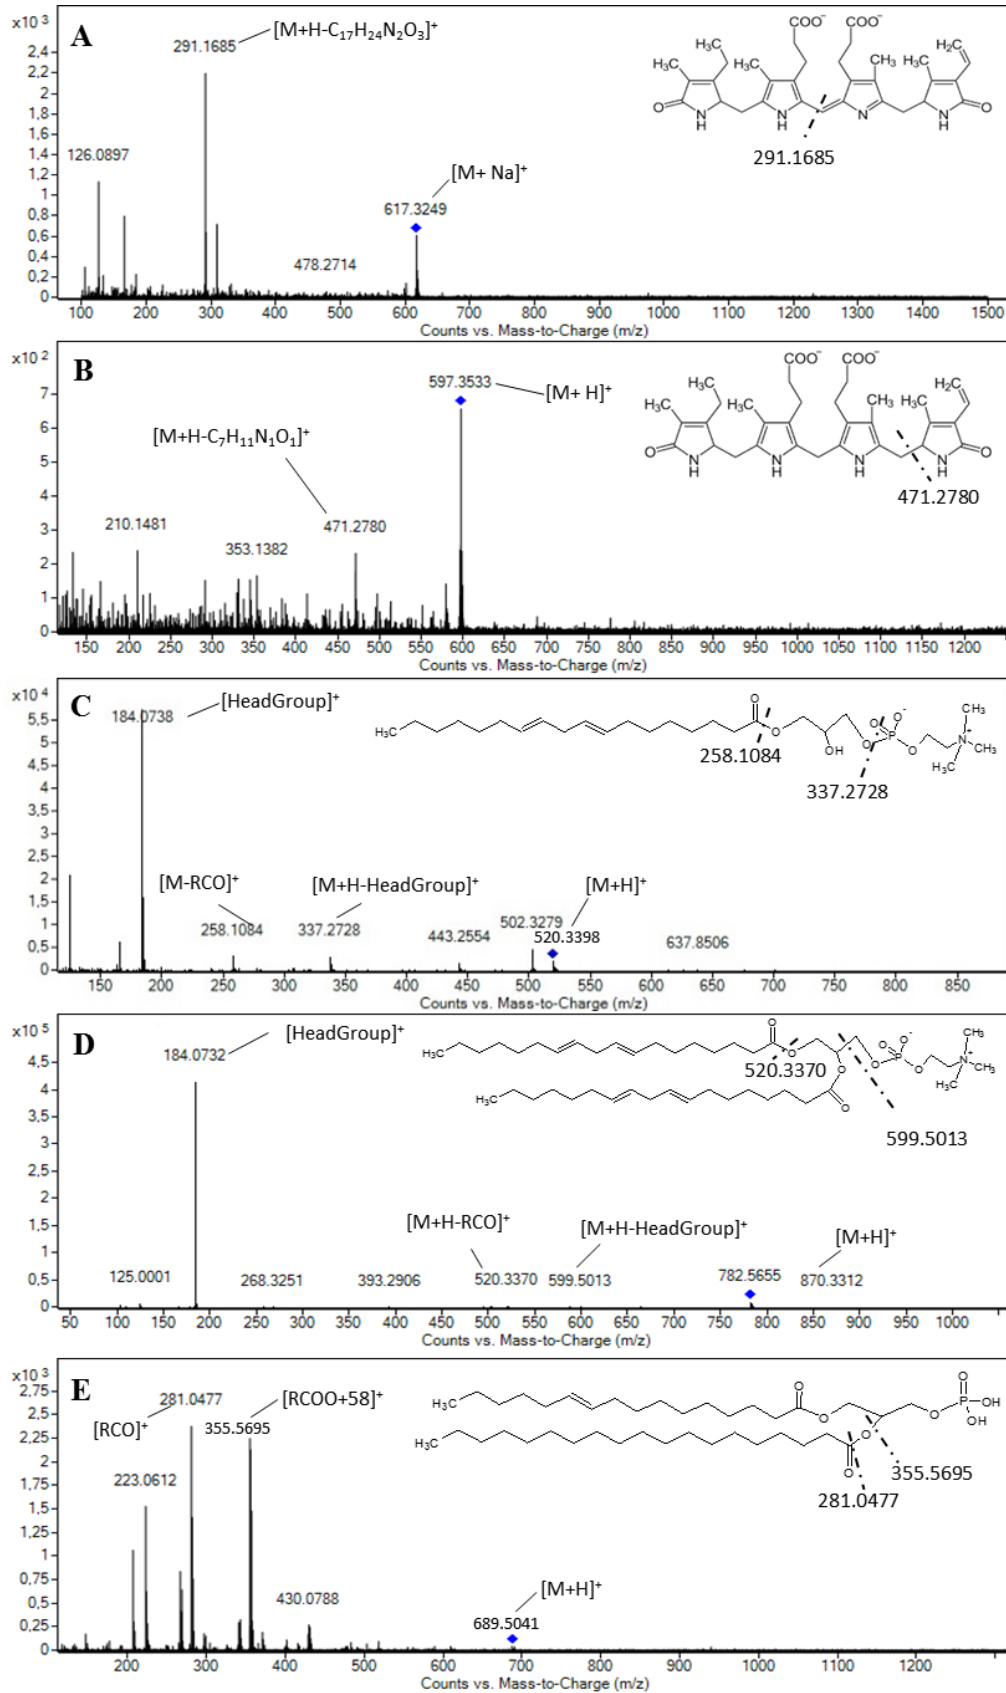 x10 3
A
[M+H-C17H24N2O3]+
291.1685
2,4
2,2
2
1,8
1,6
1,4
1,2
1
0,8
0,6
0,4
0,2
0
126.0897
478.2714
[M+ Na]+
617.3249
COO- COO-
H3C
H3C H3C CH3 H3C H2C
O N H N H N N H O
291.1685
100 200 300 400 500 600 700 800 900 1000 1100 1200 1300 1400 1500
Counts vs. Mass-to-Charge (m/z)
x10 2
B
7
6
5
4
3
2
1
0
597.3533
[M+ H]+
[M+H-C7H11N1O1]+
210.1481
353.1382
471.2780
COO- COO-
H3C
H3C H3C CH3 H3C H2C
O N H N H N H N H O
471.2780
150 200 250 300 350 400 450 500 550 600 650 700 750 800 850 900 950 1000 1050 1100 1150 1200
Counts vs. Mass-to-Charge (m/z)
x10 4
C
5,5
5
4,5
4
3,5
3
2,5
2
1,5
1
0,5
0
184.0738
[HeadGroup]+
[M-RCO]+
258.1084
[M+H-HeadGroup]+
337.2728
443.2554
502.3279
[M+H]+
520.3398
637.8506
H3C O O OH O O P O- O N+ CH3 CH3 H3C
258.1084
337.2728
150 200 250 300 350 400 450 500 550 600 650 700 750 800 850
Counts vs. Mass-to-Charge (m/z)
x10 5
D
4,5
4
3,5
3
2,5
2
1,5
1
0,5
0
184.0732
[HeadGroup]+
125.0001
268.3251
393.2906
[M+H-RCO]+
520.3370
[M+H-HeadGroup]+
599.5013
782.5655
[M+H]+
870.3312
H3C O O O O P O- O N+ CH3 CH3 H3C
H3C O O
520.3370
599.5013
50 100 150 200 250 300 350 400 450 500 550 600 650 700 750 800 850 900 950 1000
Counts vs. Mass-to-Charge (m/z)
x10 3
E
2,75
2,5
2,25
2
1,75
1,5
1,25
1
0,75
0,5
0,25
0
281.0477
[RCO]+
355.5695
[RCOO+58]+
223.0612
430.0788
[M+H]+
689.5041
H3C O O O P O OH OH
H3C O O
355.5695
281.0477
200 300 400 500 600 700 800 900 1000 1100 1200
Counts vs. Mass-to-Charge (m/z)